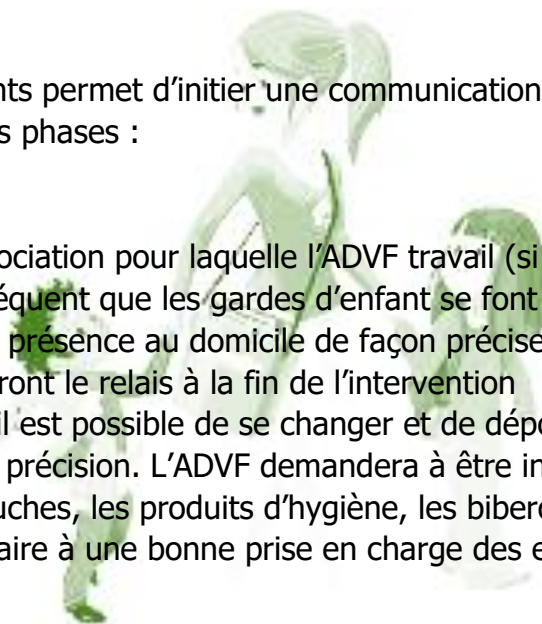 nts permet d’initier une communication
s phases :
ociation pour laquelle l’ADVF travail (si
équent que les gardes d’enfant se font
présence au domicile de façon précise
ront le relais à la fin de l’intervention
il est possible de se changer et de dépo
précision. L’ADVF demandera à être in
uches, les produits d’hygiène, les bibero
aire à une bonne prise en charge des e